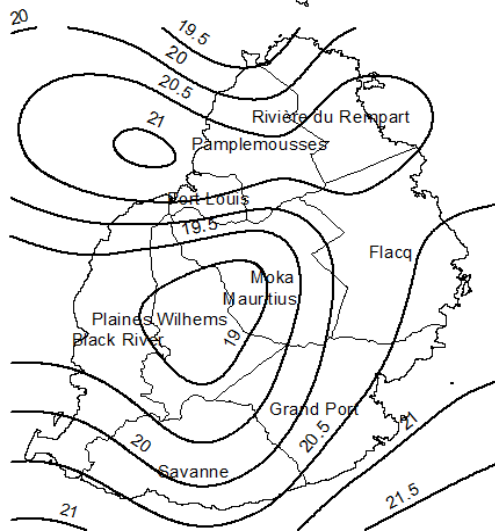 20
19.5
20
20.5
21
Rivière du Rempart
Pamplemousses
Port Louis
19.5
Flacq
Moka
Mauritius
Plaines Wilhems
Black River
19
Grand Port
20.5
21
20
Savanne
21.5
21